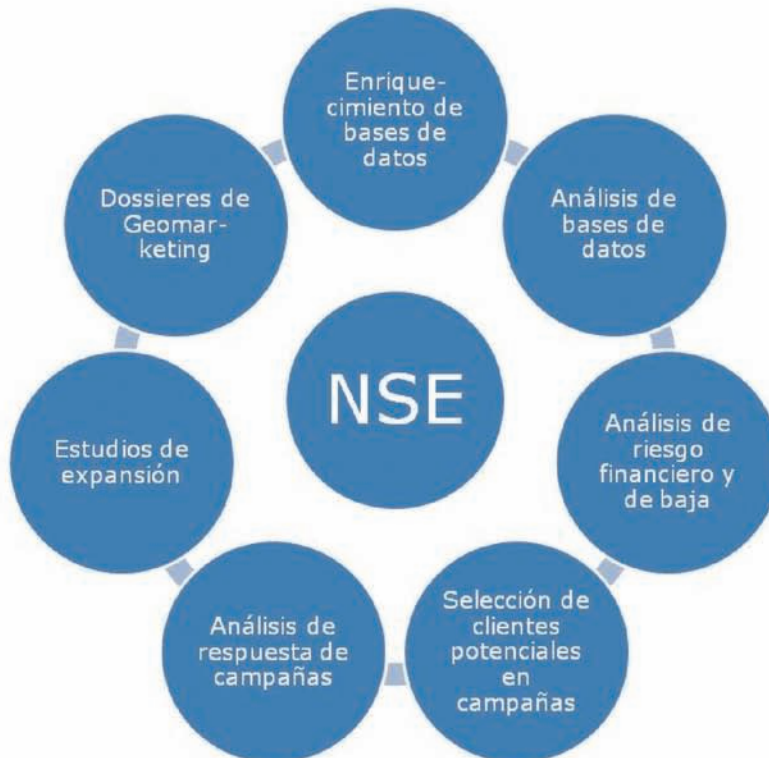 Enrique-
cimiento de
bases de
datos
Análisis de
bases de
datos
Análisis de
riesgo
financiero y
de baja
Selección de
clientes
potenciales
en
campañas
Análisis de
respuesta de
campañas
Estudios de
expansión
Dossieres de
Geomar-
keting
NSE